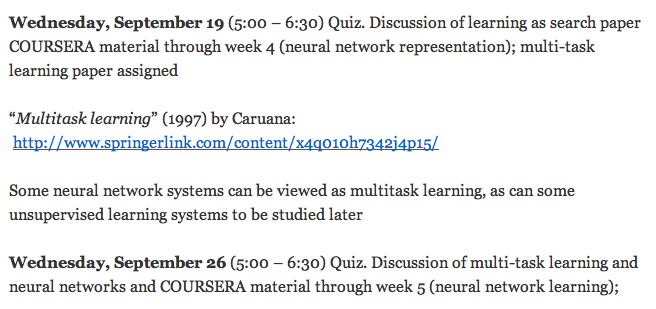 Wednesday, September 19 (5:00 – 6:30) Quiz. Discussion of learning as search paper
COURSERA material through week 4 (neural network representation); multi-task
learning paper assigned
“Multitask learning” (1997) by Caruana:
http://www.springerlink.com/content/x4q010h7342j4p15/
Some neural network systems can be viewed as multitask learning, as can some
unsupervised learning systems to be studied later
Wednesday, September 26 (5:00 – 6:30) Quiz. Discussion of multi-task learning and
neural networks and COURSERA material through week 5 (neural network learning);